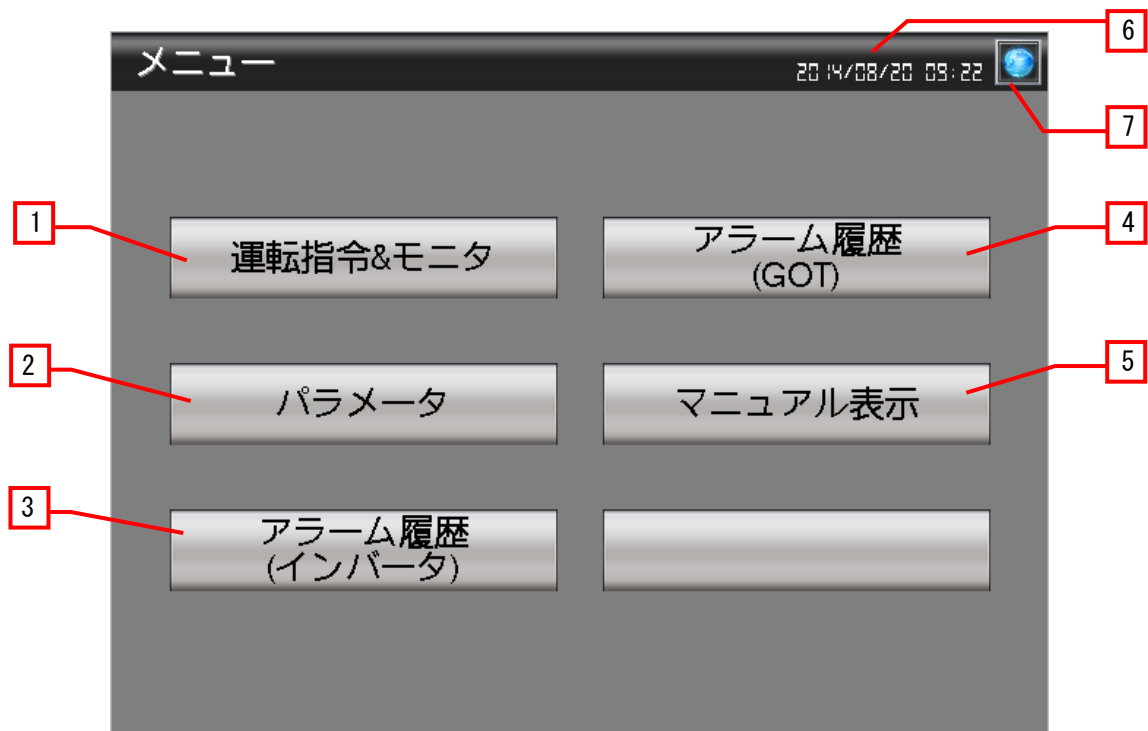 6
メニュー
2014/08/20 09:22
7
1
運転指令&モニタ
アラーム履歴
(GOT)
4
2
パラメータ
マニュアル表示
5
3
アラーム履歴
(インバータ)